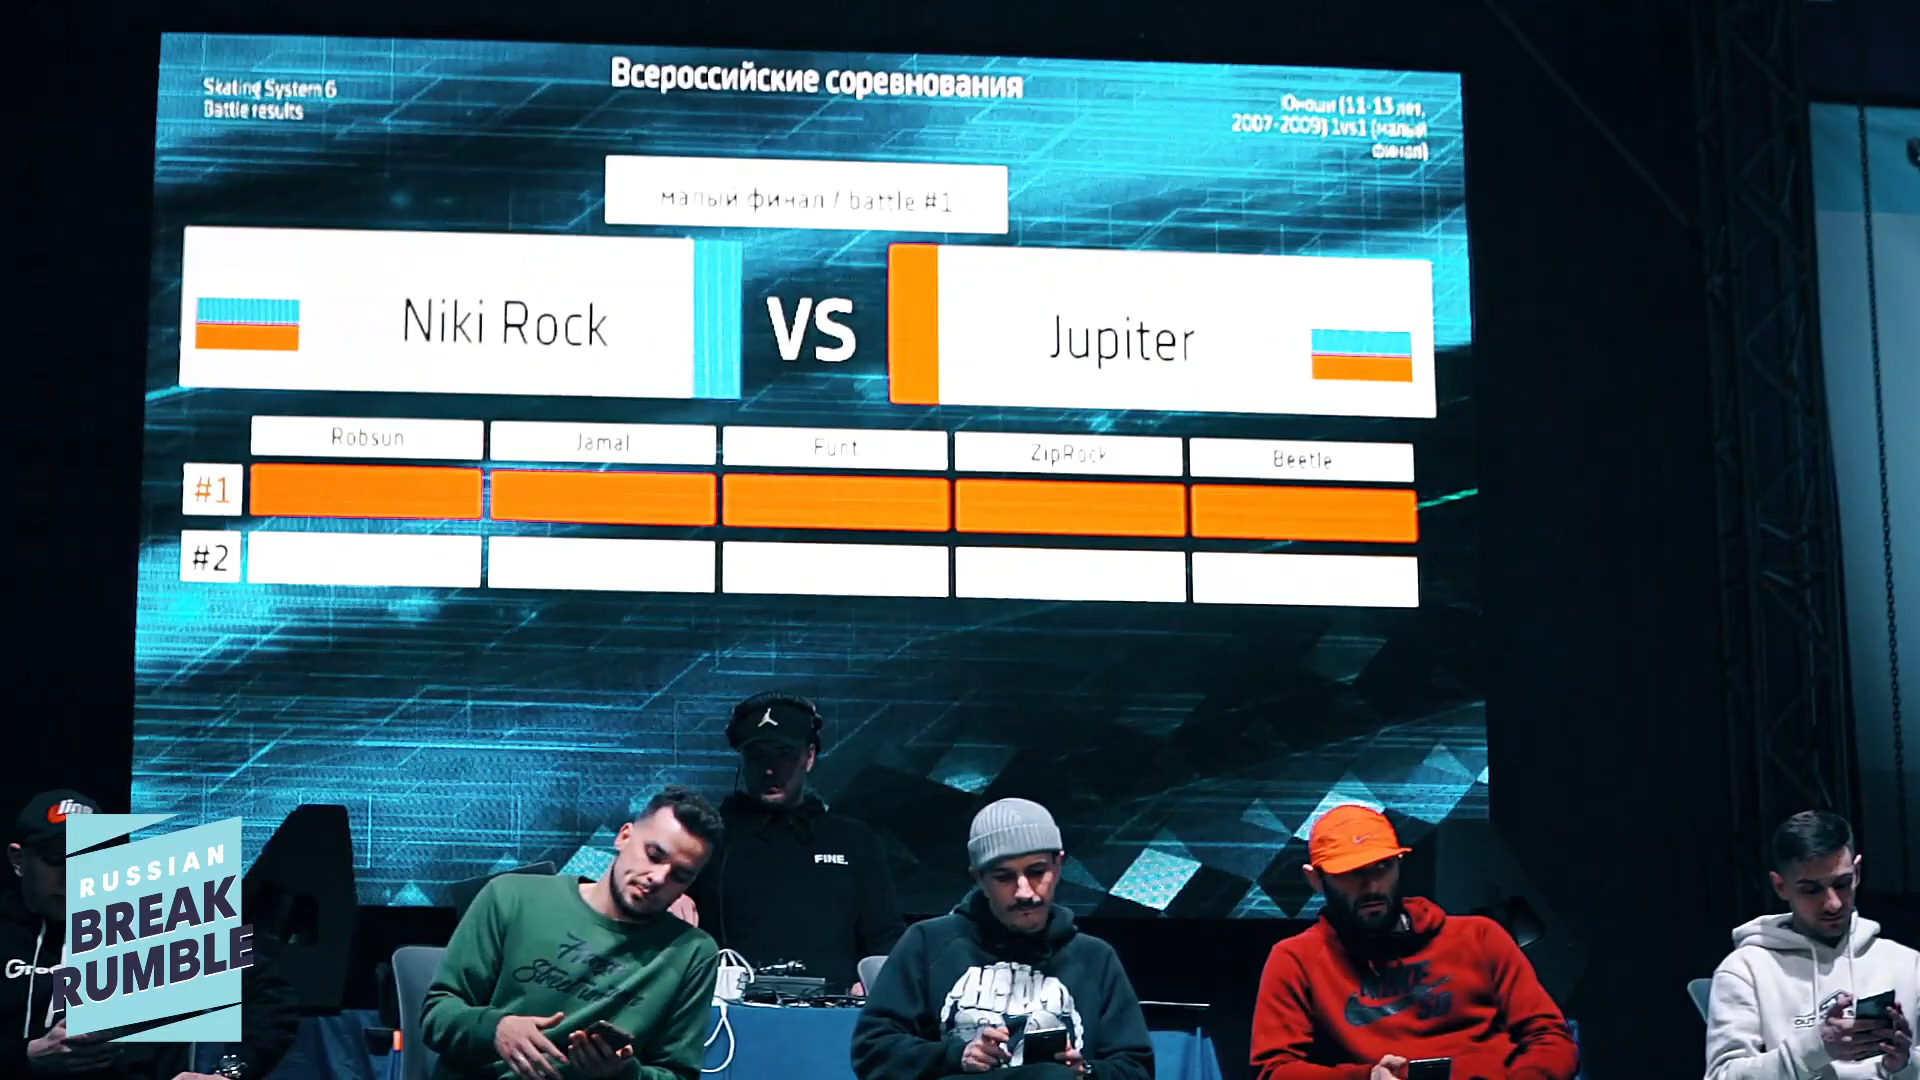 Всероссийские соревнования
Skating System 6
Battle results
Юноши (11-13 лет,
2007-2009) 1vs1 (малый
финал)
малый финал / battle #1
Niki Rock
VS
Jupiter
Robsun
Jamal
Funt
ZipRock
Beetle
#1
#2
FINE.
RUSSIAN
BREAK
RUMBLE